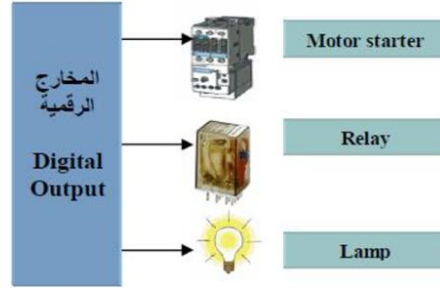 المخارج
الرقمية
Digital
Output
Motor starter
Relay
Lamp